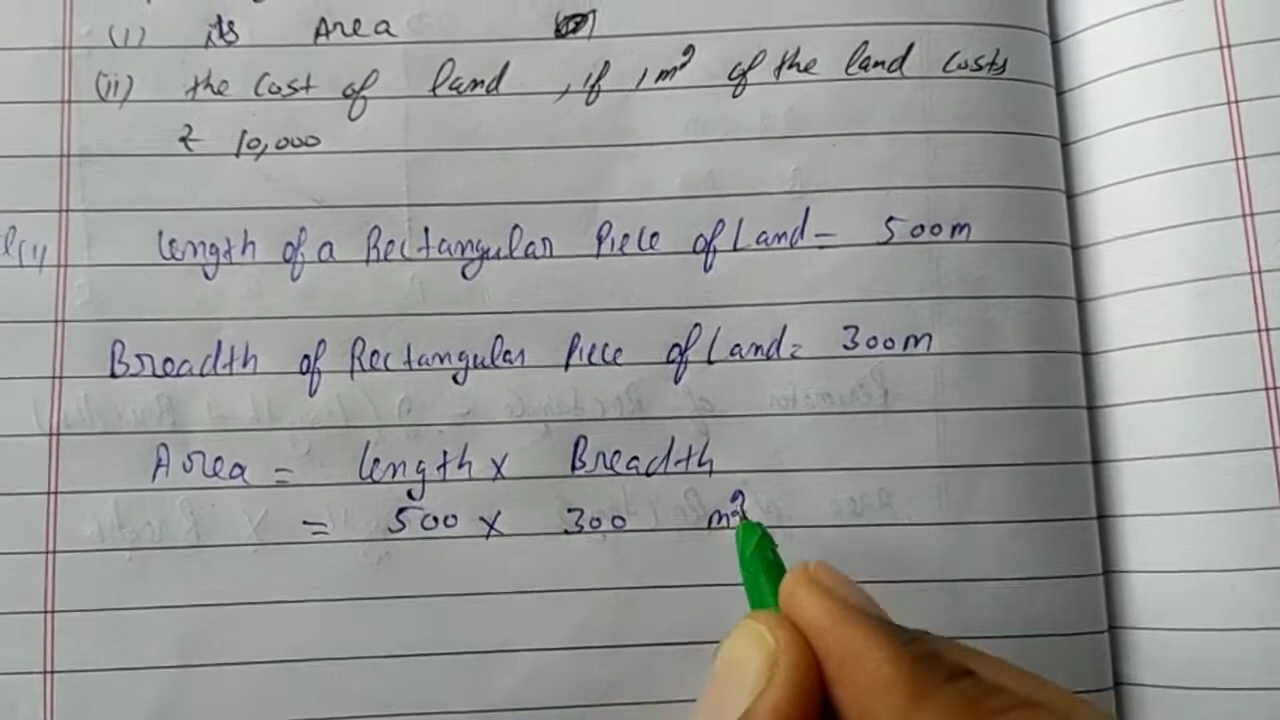 (i) its Area
(ii) the Cost of land , if 1m² of the land Costs
₹ 10,000
length of a Rectangular Piece of Land - 500m
Breadth of Rectangular Piece of Land = 300m
Area = length x Breadth
= 500 x 300 m²